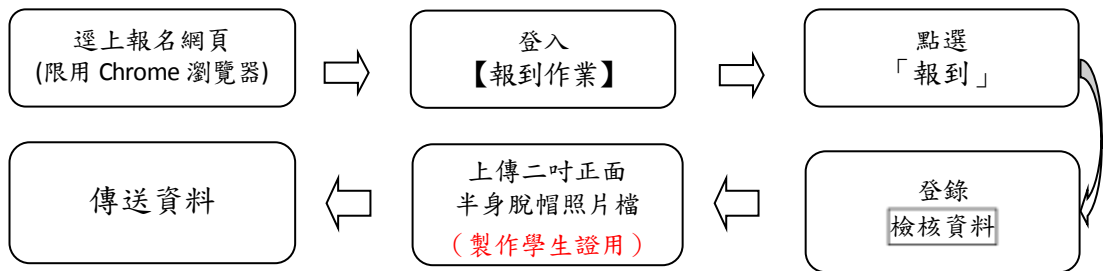 逕上報名網頁
(限用 Chrome 瀏覽器)
登入
【報到作業】
點選
「報到」
登錄
檢核資料
上傳二吋正面
半身脫帽照片檔
（製作學生證用）
傳送資料